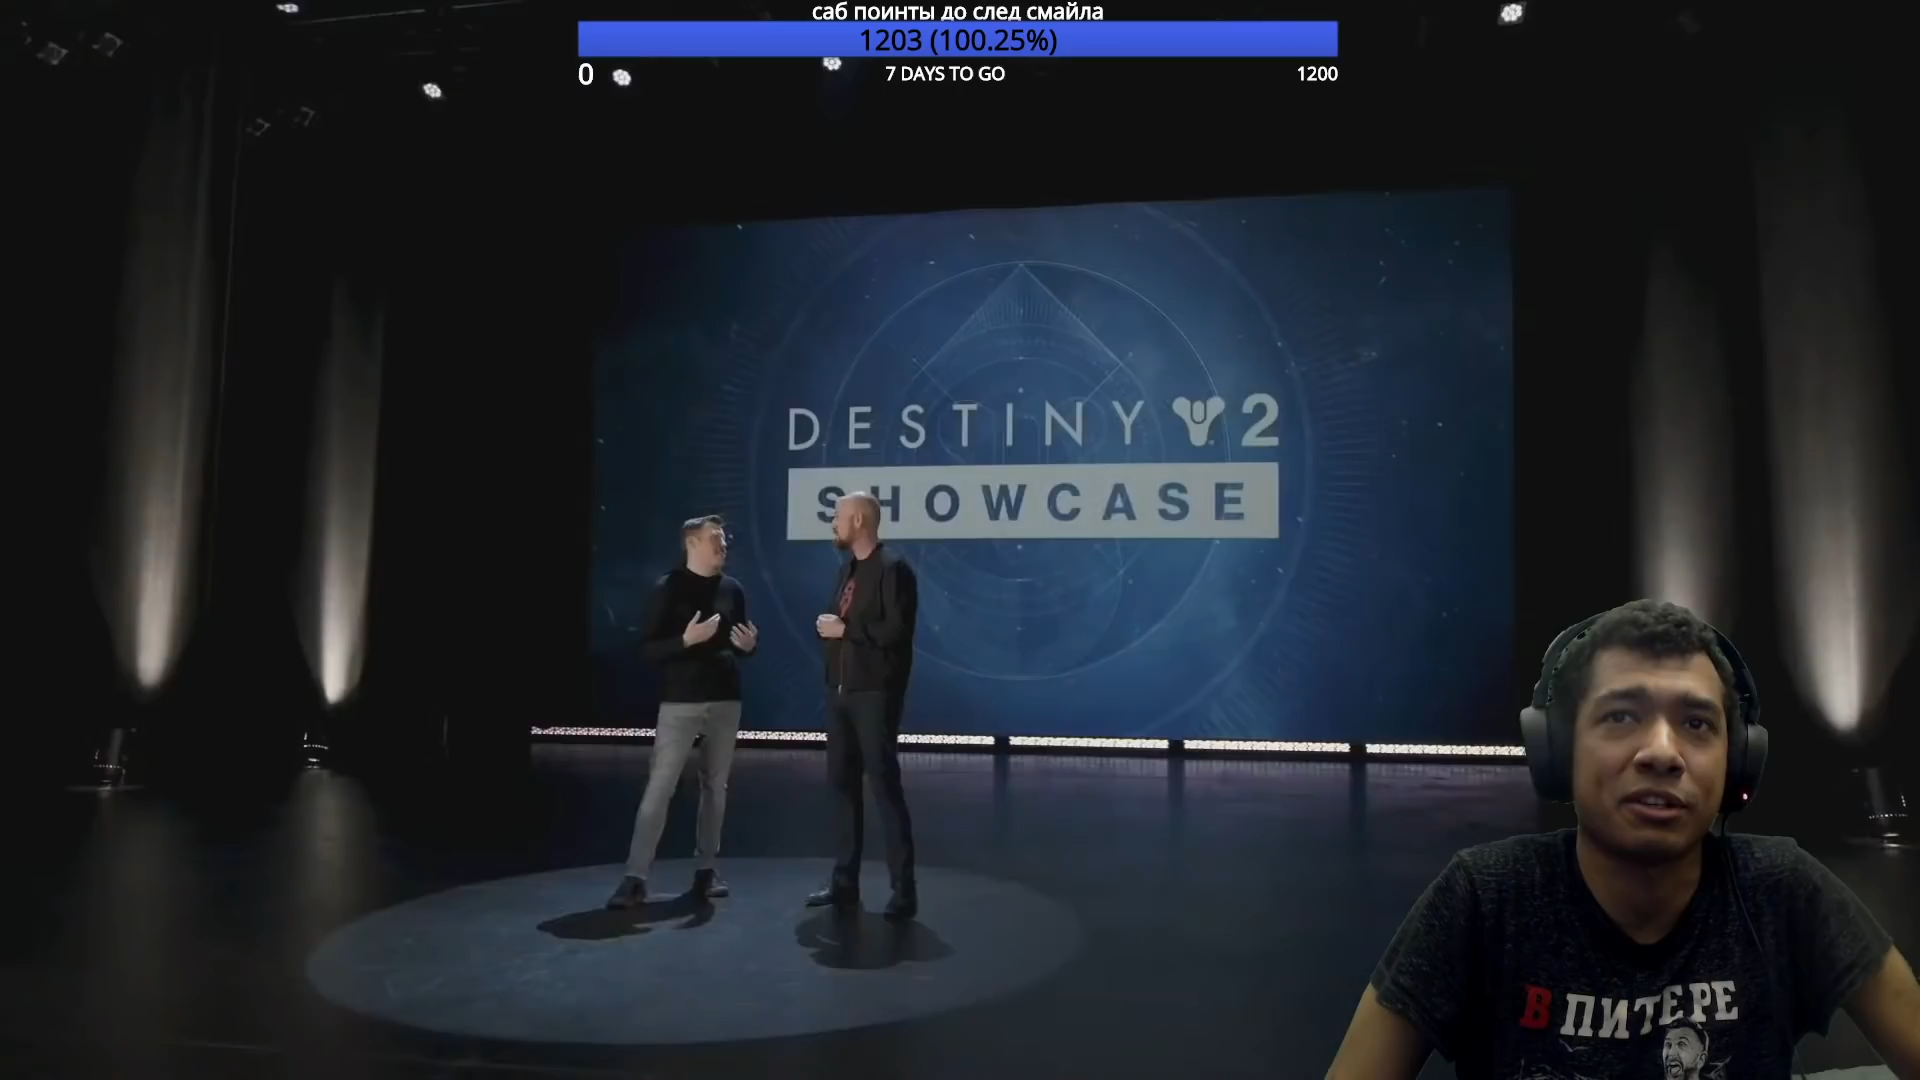 саб поинты до след смайла
1203 (100.25%)
0 7 DAYS TO GO 1200
DESTINY 2
SHOWCASE
В ПИТЕРЕ